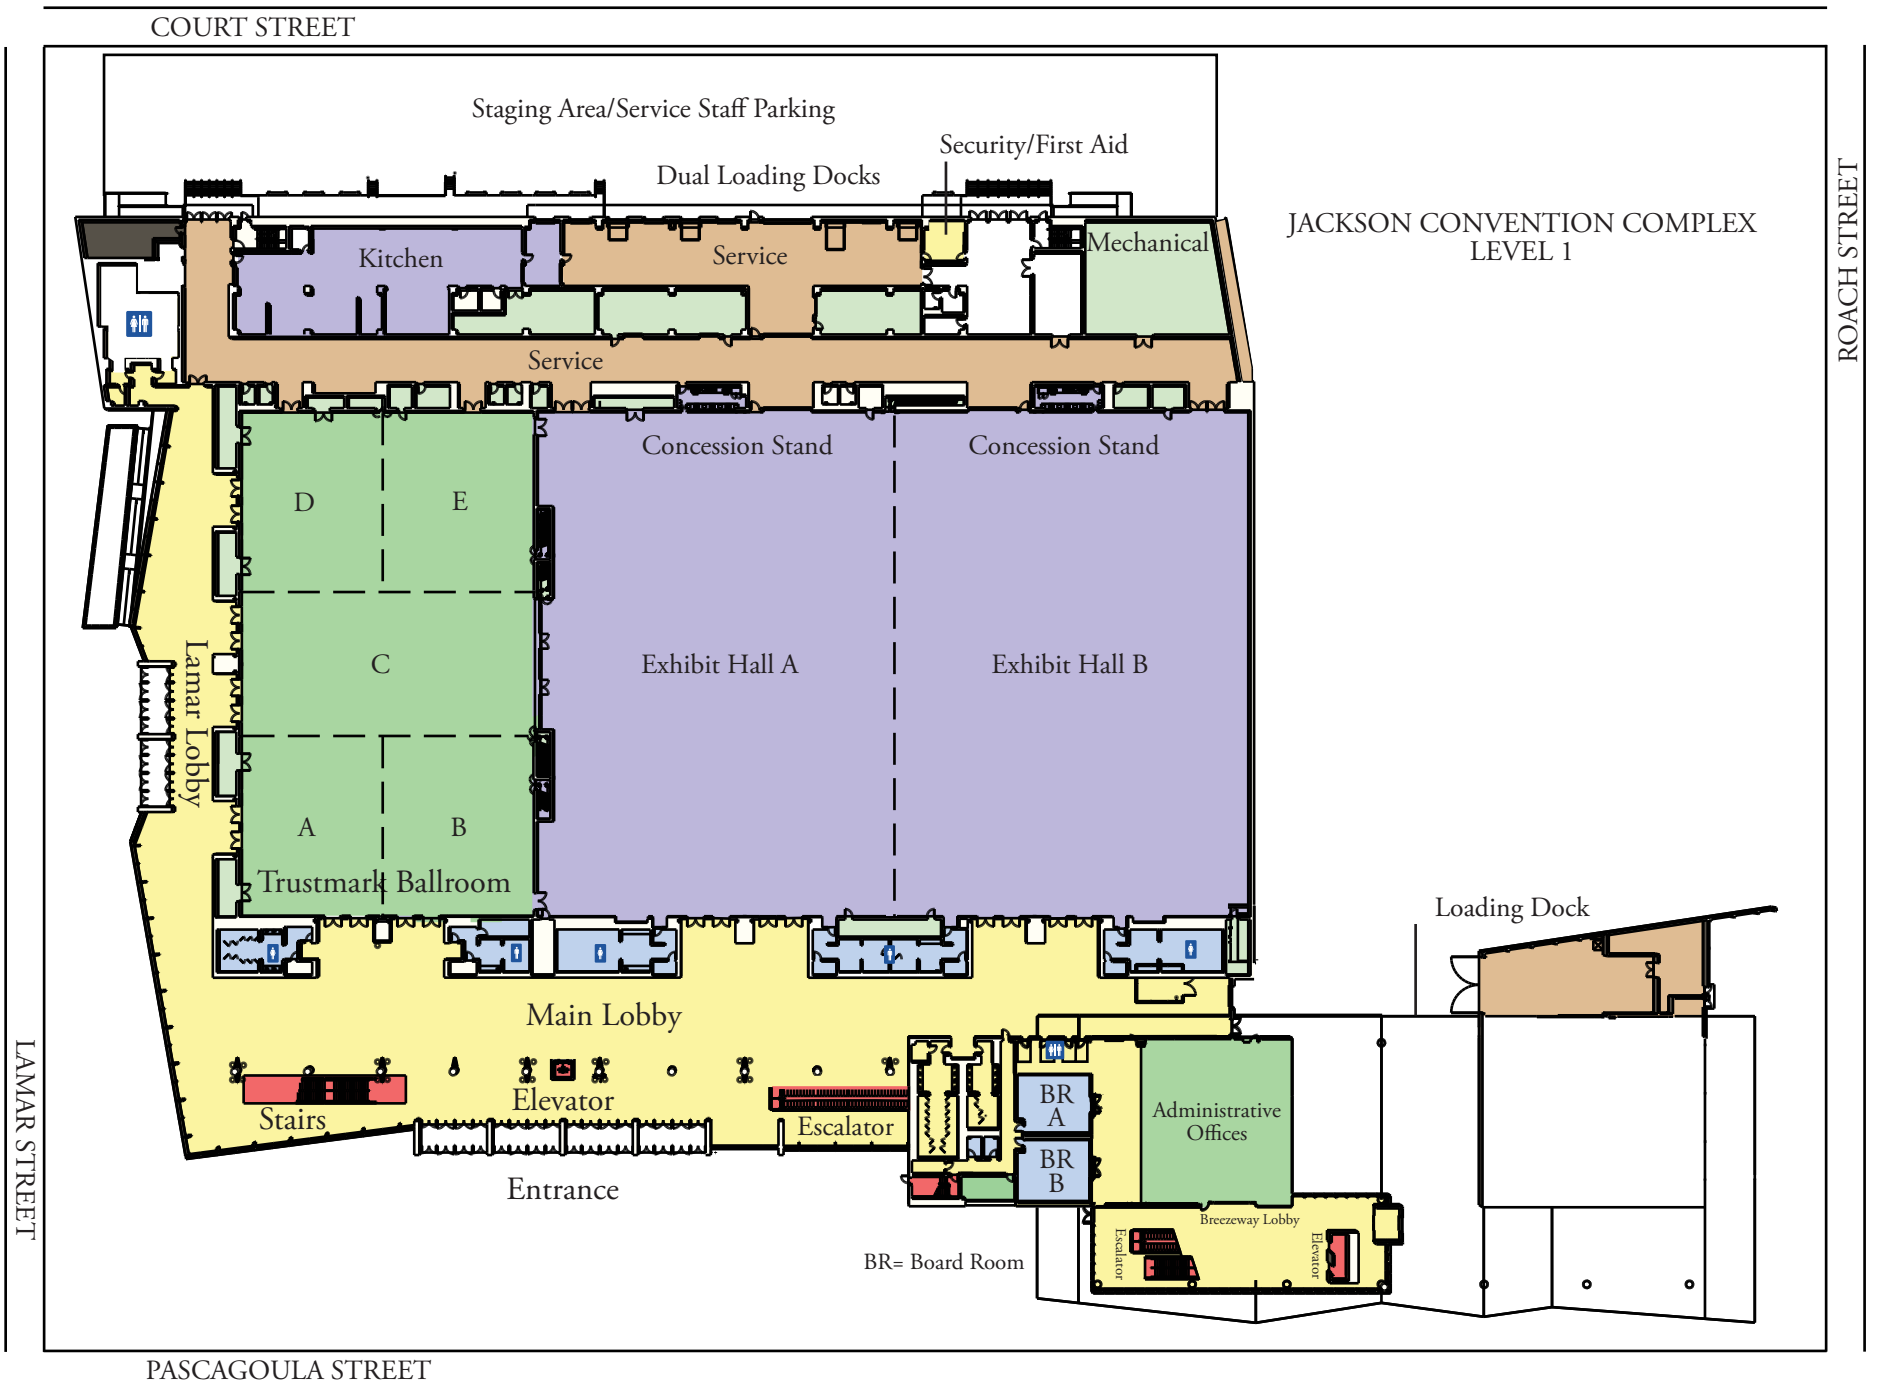 COURT STREET
Staging Area/Service Staff Parking
Security/First Aid
Dual Loading Docks
JACKSON CONVENTION COMPLEX
LEVEL 1
ROACH STREET
Mechanical
Kitchen
Service
Service
Concession Stand
Concession Stand
D
E
Lamar Lobby
C
Exhibit Hall A
Exhibit Hall B
A
B
Trustmark Ballroom
Loading Dock
Main Lobby
LAMAR STREET
Stairs
Elevator
Escalator
BR
A
Administrative
Offices
BR
B
Entrance
Breezeway Lobby
Escalator
Elevator
BR= Board Room
PASCAGOULA STREET